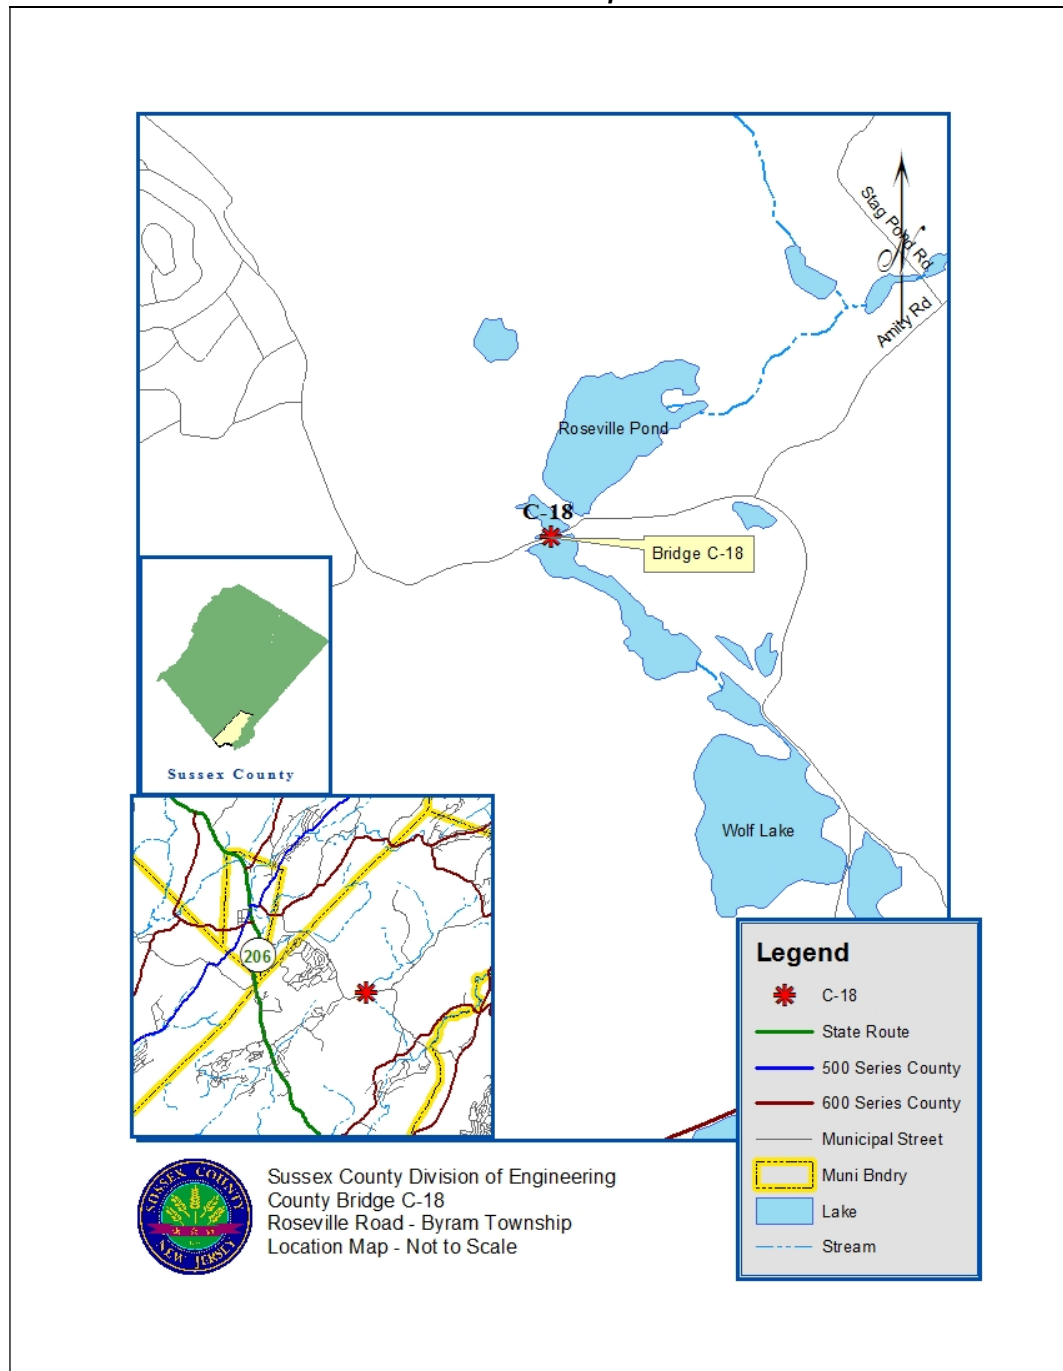 Stag Pond Rd
Amity Rd
Roseville Pond
C-18
Bridge C-18
Sussex County
Wolf Lake
206
Legend
C-18
State Route
500 Series County
600 Series County
Municipal Street
Muni Bndry
Lake
Stream
SUSSEX COUNTY
NEW JERSEY
Sussex County Division of Engineering
County Bridge C-18
Roseville Road - Byram Township
Location Map - Not to Scale